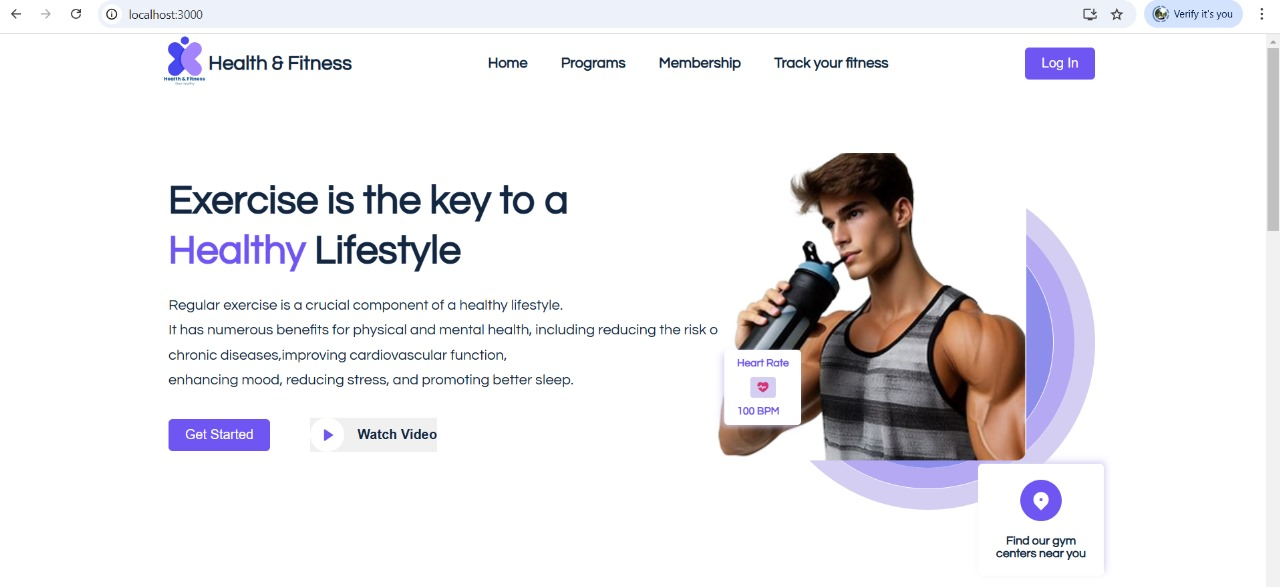 localhost:3000
Verify it's you
Health & Fitness
Health & Fitness
Home
Programs
Membership
Track your fitness
Log In
Exercise is the key to a
Healthy Lifestyle
Regular exercise is a crucial component of a healthy lifestyle.
It has numerous benefits for physical and mental health, including reducing the risk o
chronic diseases,improving cardiovascular function,
enhancing mood, reducing stress, and promoting better sleep.
Get Started
Watch Video
Heart Rate
100 BPM
Find our gym
centers near you